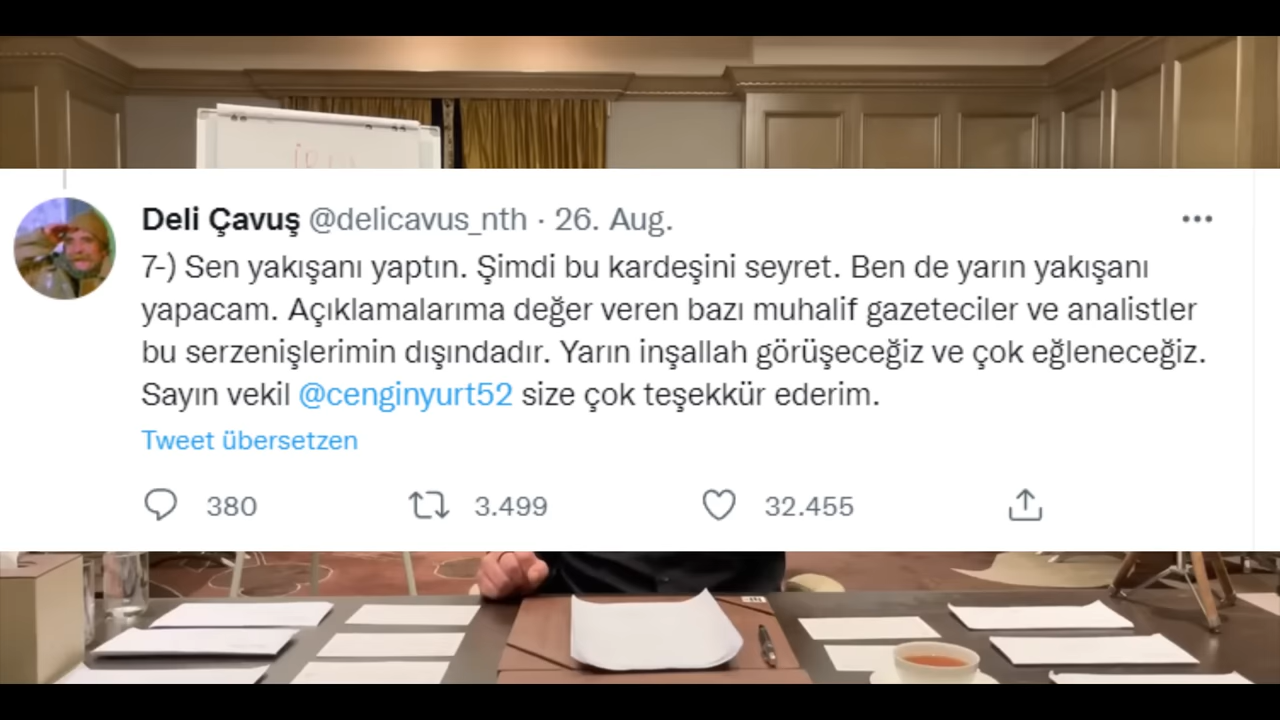 Deli Çavuş @delicavus_nth · 26. Aug.
7-) Sen yakışanı yaptın. Şimdi bu kardeşini seyret. Ben de yarın yakışanı
yapacam. Açıklamalarıma değer veren bazı muhalif gazeteciler ve analistler
bu serzenişlerimin dışındadır. Yarın inşallah görüşeceğiz ve çok eğleneceğiz.
Sayın vekil @cenginyurt52 size çok teşekkür ederim.
Tweet übersetzen
380 3.499 32.455